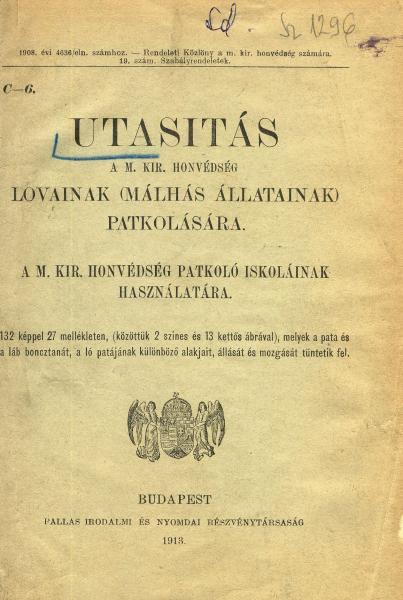 Sz 1296
1908. évi 4636/eln. számhoz. — Rendeleti Közlöny a m. kir. honvédség számára.
19. szám. Szabályrendeletek.
C—6.
UTASITÁS
A M. KIR. HONVÉDSÉG
LOVAINAK (MÁLHÁS ÁLLATAINAK)
PATKOLÁSÁRA.
A M. KIR. HONVÉDSÉG PATKOLÓ ISKOLÁINAK
HASZNÁLATÁRA.
132 képpel 27 mellékleten, (közöttük 2 szines és 13 kettős ábrával), melyek a pata és
a láb boncztanát, a ló patájának különböző alakjait, állását és mozgását tüntetik fel.
BUDAPEST
PALLAS IRODALMI ÉS NYOMDAI RÉSZVÉNYTÁRSASÁG
1913.